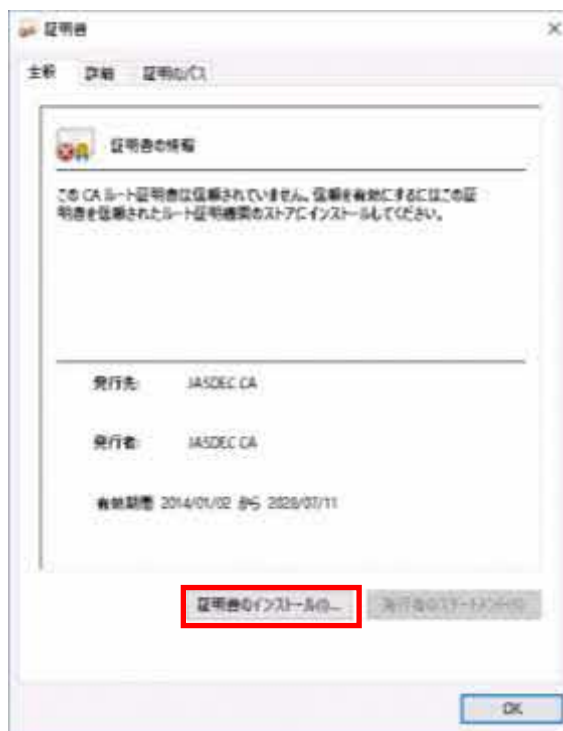 証明書
全般 詳細 証明のパス
証明書の情報
この CA ルート証明書は信頼されていません。信頼を有効にするにはこの証
明書を信頼されたルート証明機関のストアにインストールしてください。
発行先: JASDEC CA
発行者: JASDEC CA
有効期間 2014/01/02 から
証明書のインストール(I)...
発行者のステートメント(S)
OK